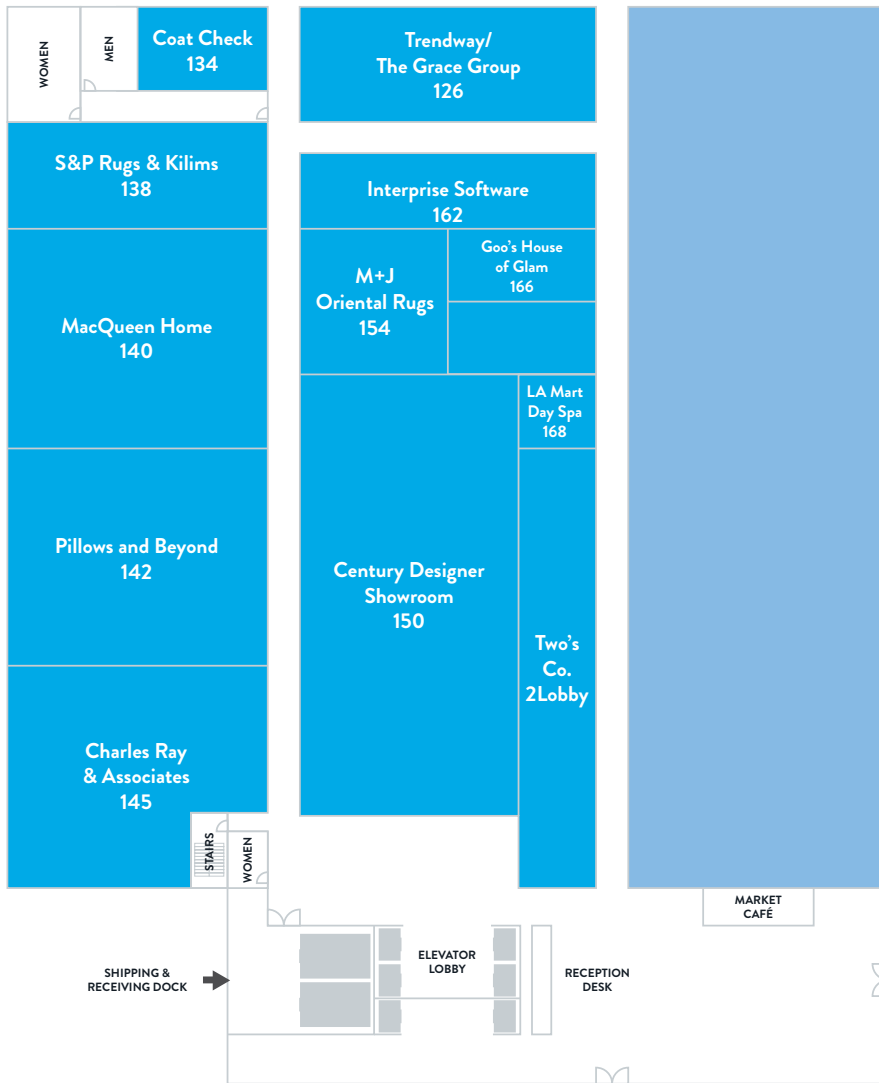 WOMEN
MEN
Coat Check
134
Trendway/
The Grace Group
126
S&P Rugs & Kilims
138
Interprise Software
162
MacQueen Home
140
M+J
Oriental Rugs
154
Goo's House
of Glam
166
LA Mart
Day Spa
168
Pillows and Beyond
142
Century Designer
Showroom
150
Two's
Co.
2Lobby
Charles Ray
& Associates
145
STAIRS
WOMEN
MARKET
CAFÉ
SHIPPING &
RECEIVING DOCK
ELEVATOR
LOBBY
RECEPTION
DESK